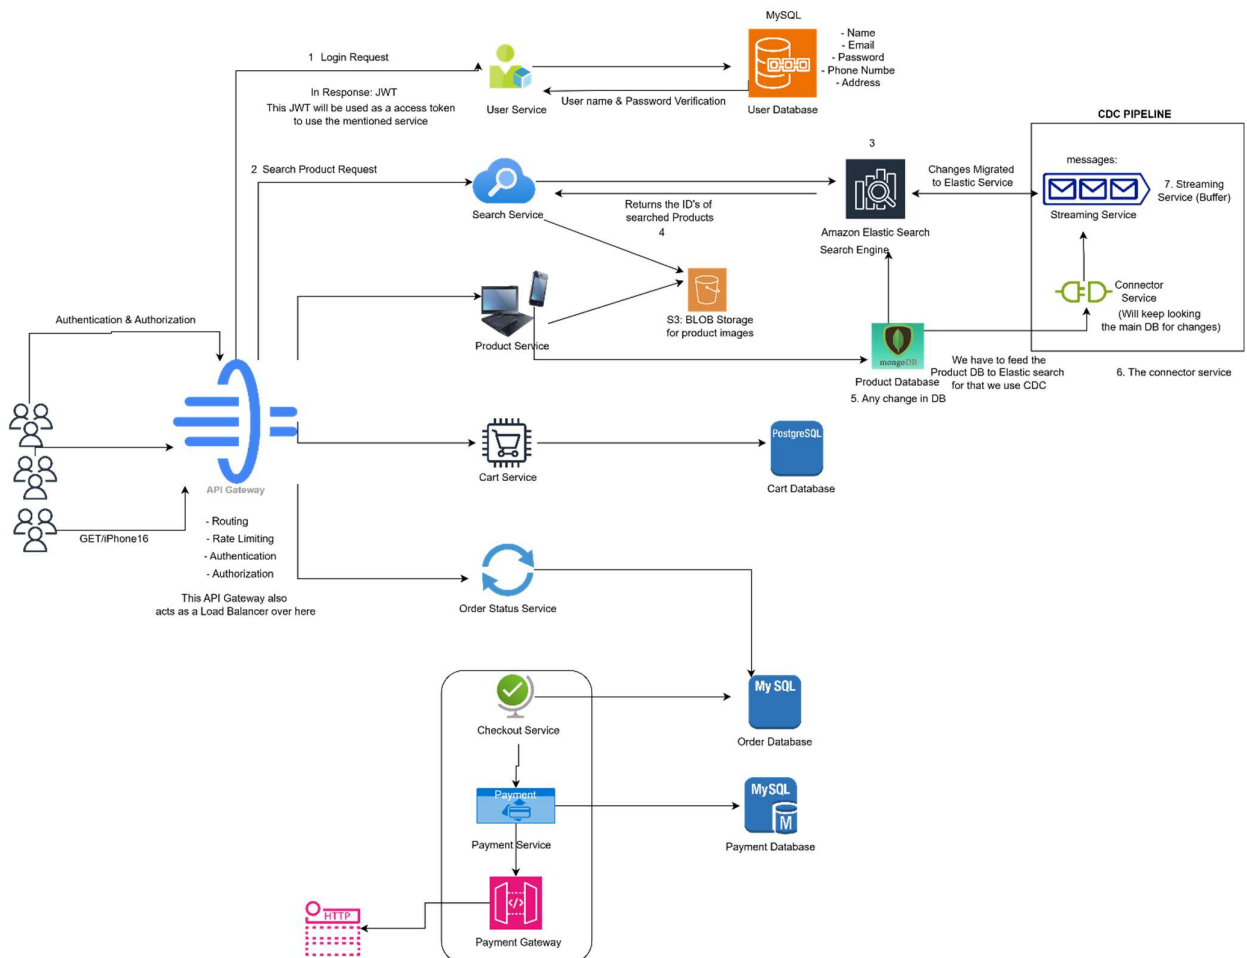 MySQL
- Name
- Email
- Password
- Phone Numbe
- Address
1 Login Request
In Response: JWT
This JWT will be used as a access token
to use the mentioned service
User Service
User name & Password Verification
User Database
CDC PIPELINE
2 Search Product Request
3
Changes Migrated
to Elastic Service
messages:
7. Streaming
Service (Buffer)
Streaming Service
Search Service
Returns the ID's of
searched Products
4
Amazon Elastic Search
Search Engine
Connector
Service
(Will keep looking
the main DB for changes)
S3: BLOB Storage
for product images
Authentication & Authorization
Product Service
mongoDB
Product Database
5. Any change in DB
We have to feed the
Product DB to Elastic search
for that we use CDC
6. The connector service
PostgreSQL
Cart Service
Cart Database
API Gateway
- Routing
- Rate Limiting
- Authentication
- Authorization
This API Gateway also
acts as a Load Balancer over here
GET/iPhone16
Order Status Service
My SQL
Checkout Service
Order Database
Payment
MySQL
M
Payment Service
Payment Database
HTTP
</>
Payment Gateway